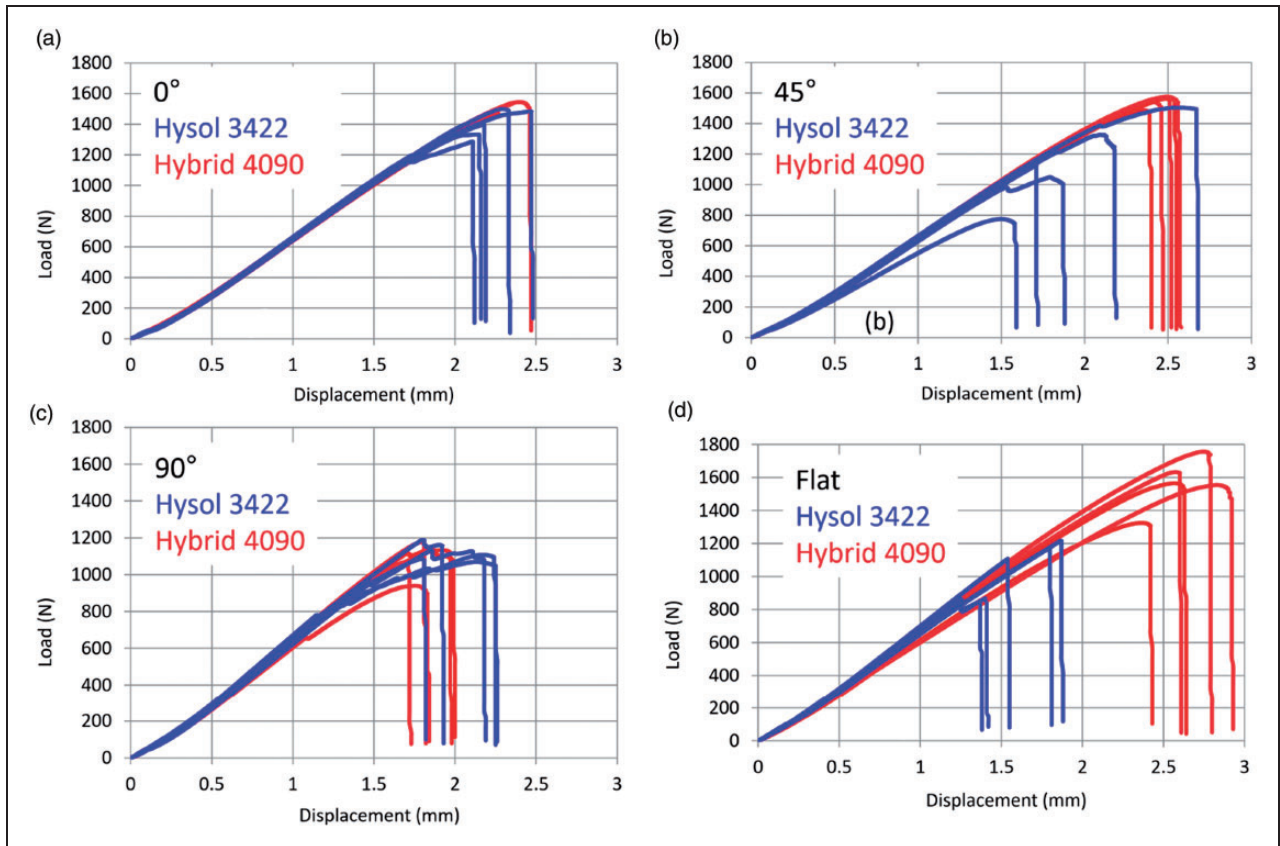 (a)
1800
1600
1400
1200
1000
800
600
400
200
0
Load (N)
0°
Hysol 3422
Hybrid 4090
0 0.5 1 1.5 2 2.5 3
Displacement (mm)
(b)
1800
1600
1400
1200
1000
800
600
400
200
0
Load (N)
45°
Hysol 3422
Hybrid 4090
(b)
0 0.5 1 1.5 2 2.5 3
Displacement (mm)
(c)
1800
1600
1400
1200
1000
800
600
400
200
0
Load (N)
90°
Hysol 3422
Hybrid 4090
0 0.5 1 1.5 2 2.5 3
Displacement (mm)
(d)
1800
1600
1400
1200
1000
800
600
400
200
0
Load (N)
Flat
Hysol 3422
Hybrid 4090
0 0.5 1 1.5 2 2.5 3
Displacement (mm)